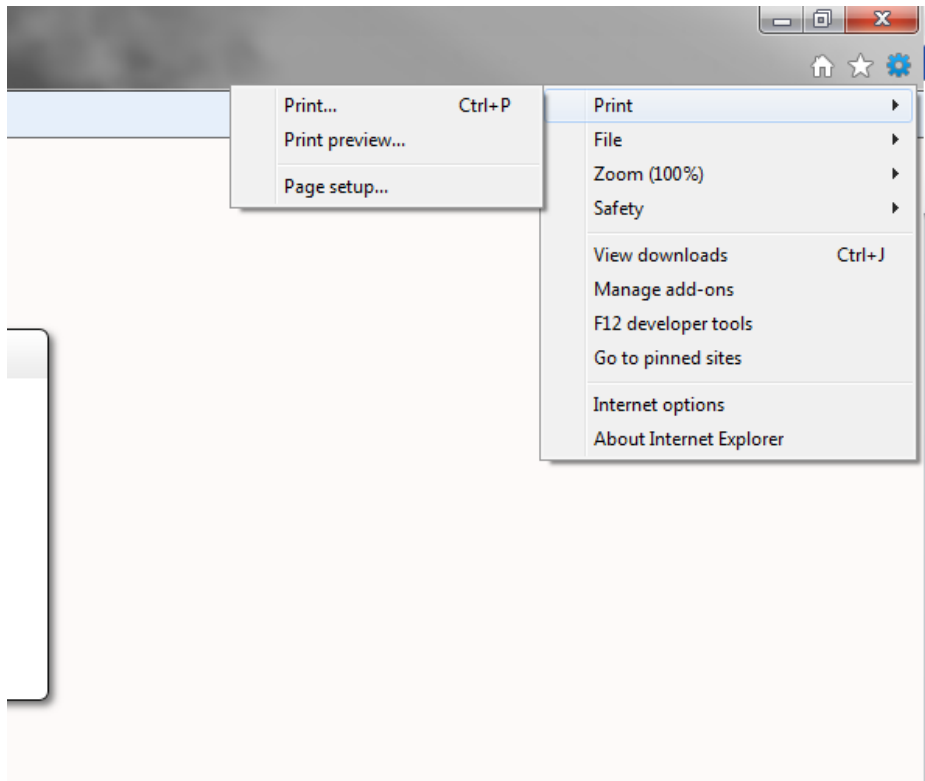 Print... Ctrl+P
Print preview...
Page setup...
Print
File
Zoom (100%)
Safety
View downloads Ctrl+J
Manage add-ons
F12 developer tools
Go to pinned sites
Internet options
About Internet Explorer